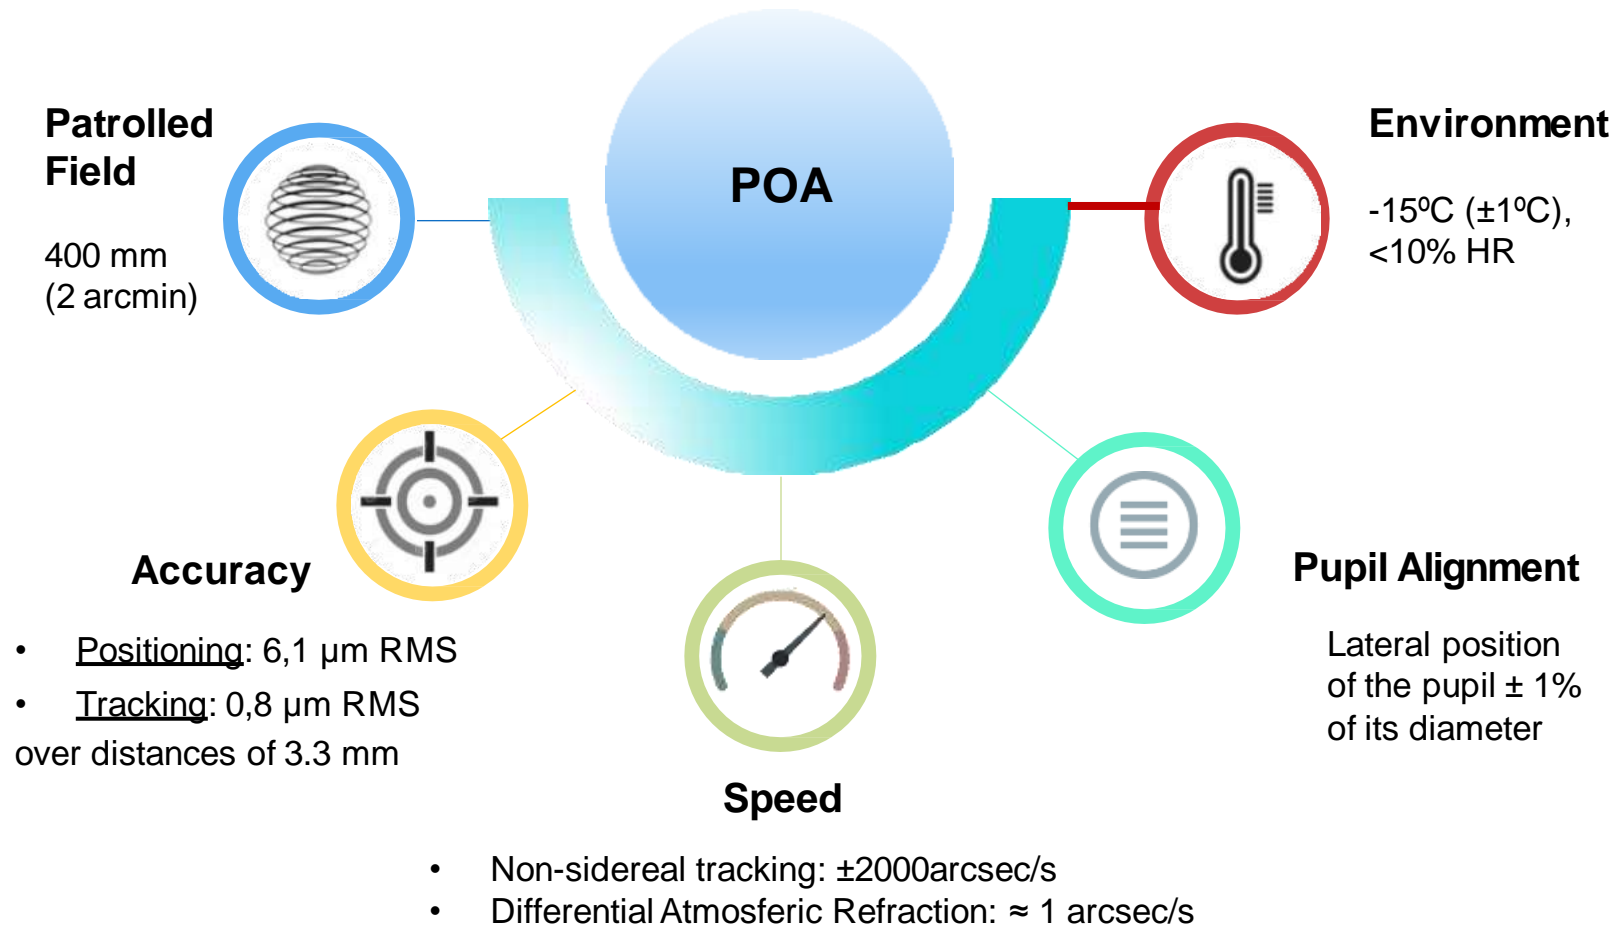 POA
Patrolled
Field
400 mm
(2 arcmin)
Accuracy
• Positioning: 6,1 µm RMS
• Tracking: 0,8 µm RMS
over distances of 3.3 mm
Speed
• Non-sidereal tracking: ±2000arcsec/s
• Differential Atmosferic Refraction: ≈ 1 arcsec/s
Pupil Alignment
Lateral position
of the pupil ± 1%
of its diameter
Environment
-15ºC (±1ºC),
<10% HR